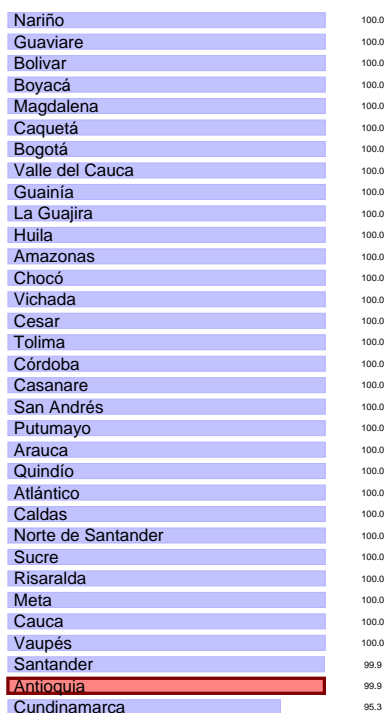 Nariño 100.0
Guaviare 100.0
Bolivar 100.0
Boyacá 100.0
Magdalena 100.0
Caquetá 100.0
Bogotá 100.0
Valle del Cauca 100.0
Guainía 100.0
La Guajira 100.0
Huila 100.0
Amazonas 100.0
Chocó 100.0
Vichada 100.0
Cesar 100.0
Tolima 100.0
Córdoba 100.0
Casanare 100.0
San Andrés 100.0
Putumayo 100.0
Arauca 100.0
Quindío 100.0
Atlántico 100.0
Caldas 100.0
Norte de Santander 100.0
Sucre 100.0
Risaralda 100.0
Meta 100.0
Cauca 100.0
Vaupés 100.0
Santander 99.9
Antioquia 99.9
Cundinamarca 95.3